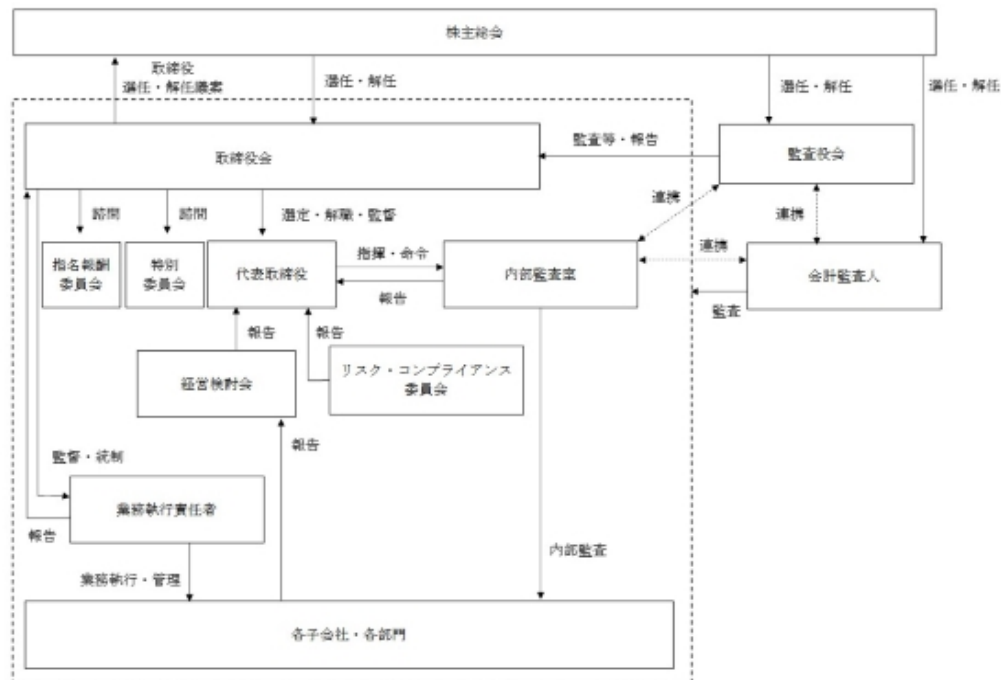 株主総会
取締役
選任・解任議案
選任・解任
選任・解任
選任・解任
取締役会
監査等・報告
監査役会
連携
連携
諮問
諮問
選定・解職・監督
指名報酬
委員会
特別
委員会
代表取締役
指揮・命令
報告
内部監査室
連携
会計監査人
監査
報告
報告
経営検討会
リスク・コンプライアンス
委員会
報告
監督・統制
業務執行責任者
報告
内部監査
業務執行・管理
各子会社・各部門